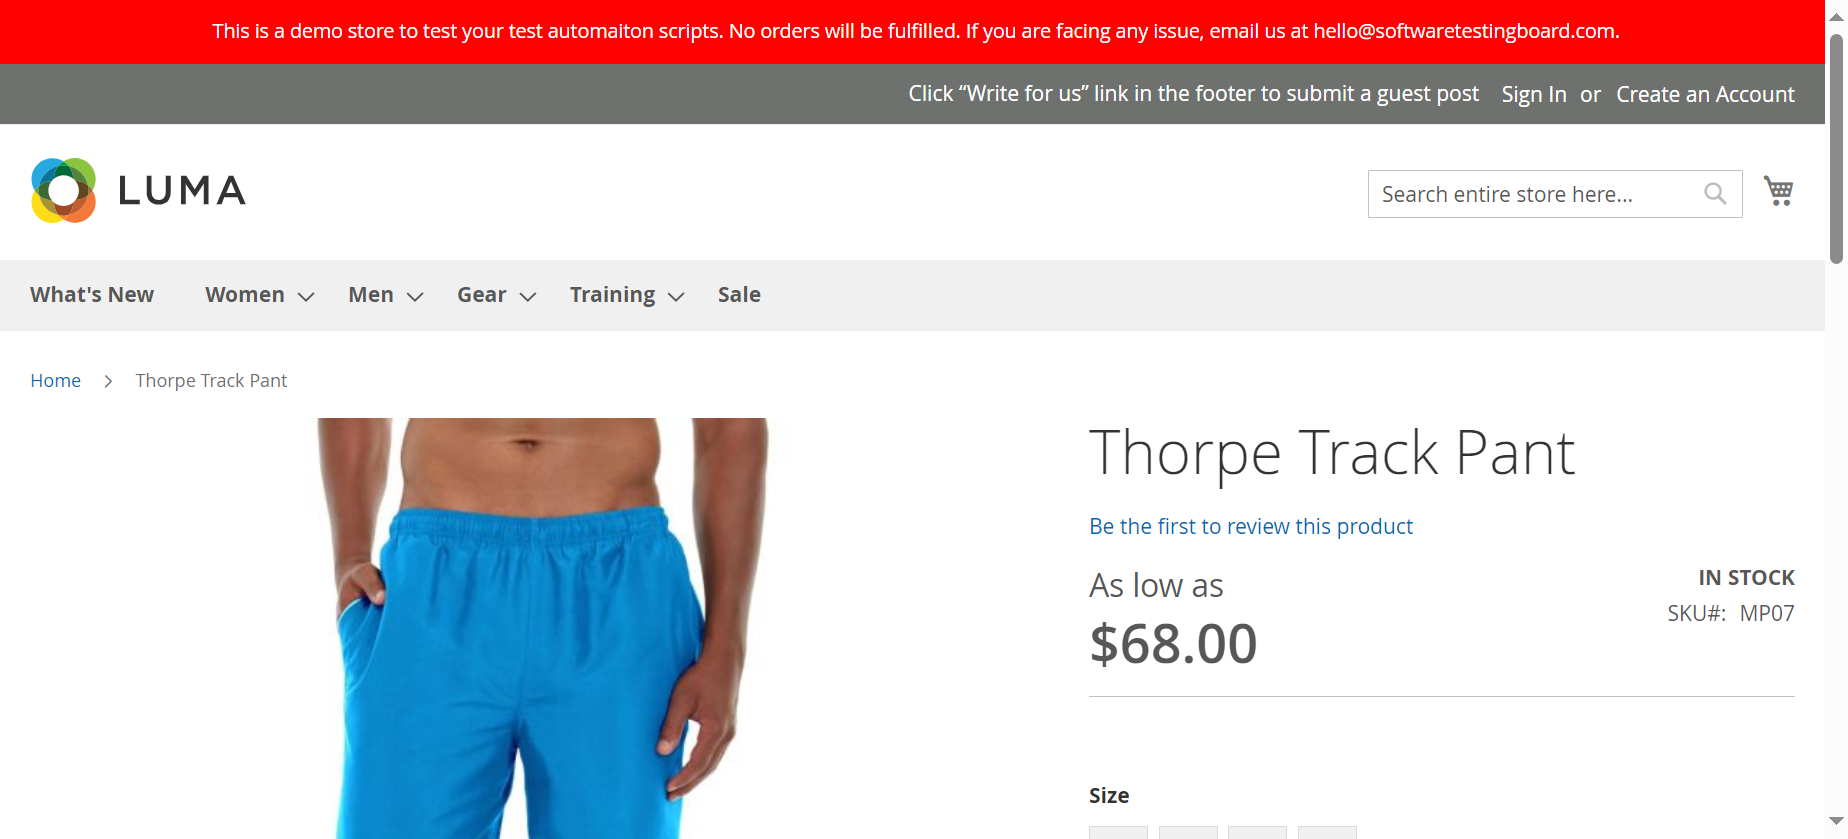 This is a demo store to test your test automaiton scripts. No orders will be fulfilled. If you are facing any issue, email us at hello@softwaretestingboard.com.
Click “Write for us” link in the footer to submit a guest post Sign In or Create an Account
LUMA
Search entire store here...
What's New Women Men Gear Training Sale
Home > Thorpe Track Pant
Thorpe Track Pant
Be the first to review this product
As low as
$68.00
IN STOCK
SKU#: MP07
Size